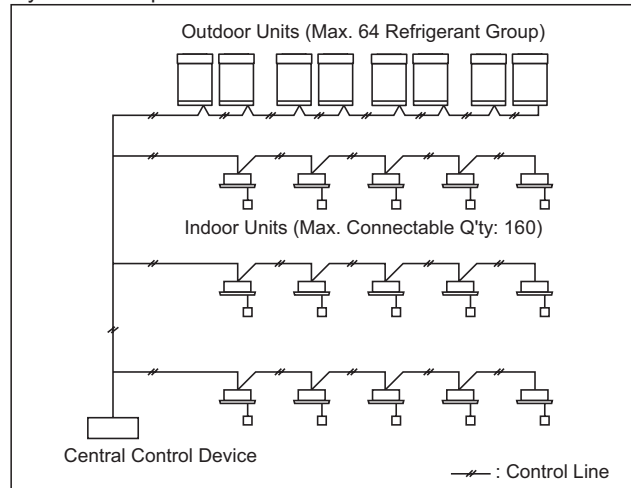 Outdoor Units (Max. 64 Refrigerant Group)
Indoor Units (Max. Connectable Q'ty: 160)
Central Control Device
: Control Line